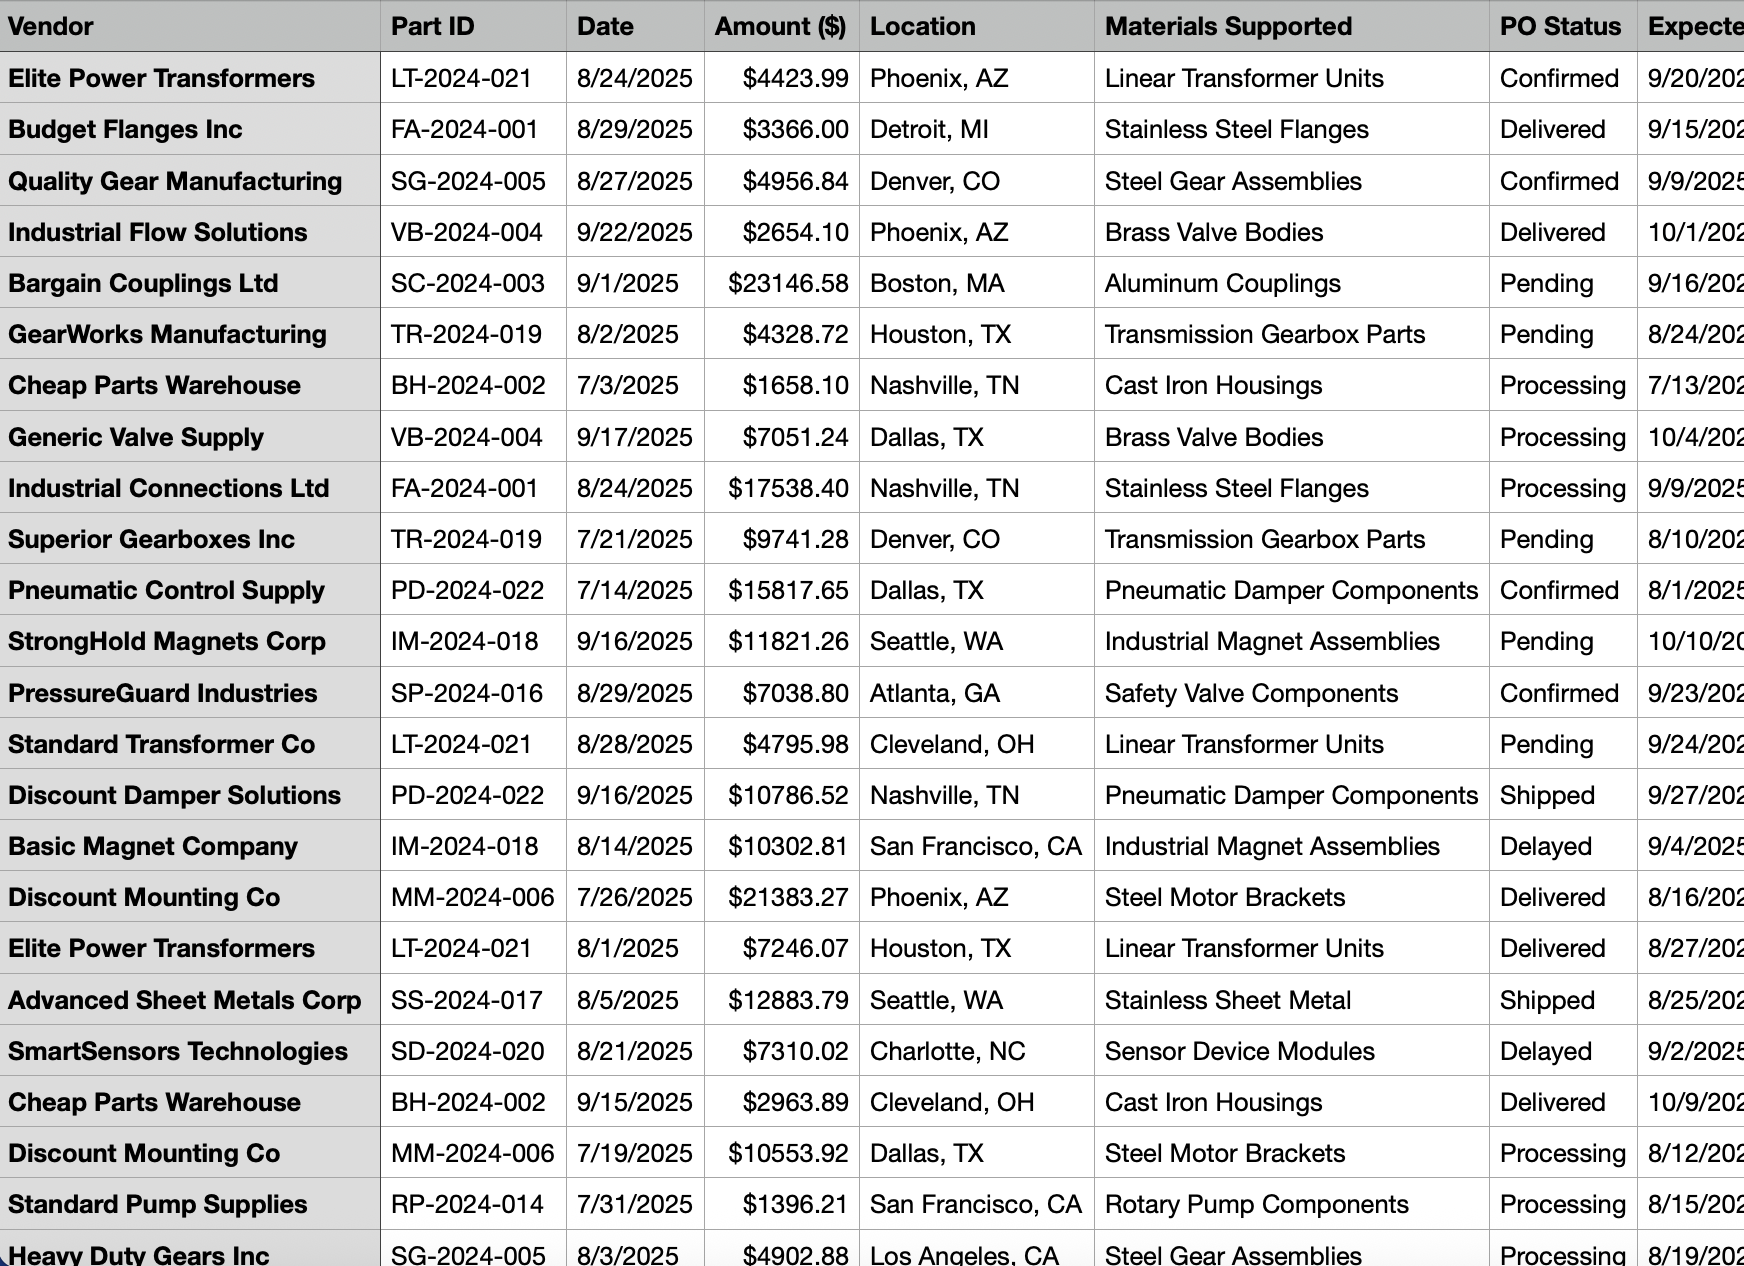 Vendor Part ID Date Amount ($) Location Materials Supported PO Status Expecte
Elite Power Transformers LT-2024-021 8/24/2025 $4423.99 Phoenix, AZ Linear Transformer Units Confirmed 9/20/202
Budget Flanges Inc FA-2024-001 8/29/2025 $3366.00 Detroit, MI Stainless Steel Flanges Delivered 9/15/202
Quality Gear Manufacturing SG-2024-005 8/27/2025 $4956.84 Denver, CO Steel Gear Assemblies Confirmed 9/9/2025
Industrial Flow Solutions VB-2024-004 9/22/2025 $2654.10 Phoenix, AZ Brass Valve Bodies Delivered 10/1/202
Bargain Couplings Ltd SC-2024-003 9/1/2025 $23146.58 Boston, MA Aluminum Couplings Pending 9/16/202
GearWorks Manufacturing TR-2024-019 8/2/2025 $4328.72 Houston, TX Transmission Gearbox Parts Pending 8/24/202
Cheap Parts Warehouse BH-2024-002 7/3/2025 $1658.10 Nashville, TN Cast Iron Housings Processing 7/13/202
Generic Valve Supply VB-2024-004 9/17/2025 $7051.24 Dallas, TX Brass Valve Bodies Processing 10/4/202
Industrial Connections Ltd FA-2024-001 8/24/2025 $17538.40 Nashville, TN Stainless Steel Flanges Processing 9/9/2025
Superior Gearboxes Inc TR-2024-019 7/21/2025 $9741.28 Denver, CO Transmission Gearbox Parts Pending 8/10/202
Pneumatic Control Supply PD-2024-022 7/14/2025 $15817.65 Dallas, TX Pneumatic Damper Components Confirmed 8/1/2025
StrongHold Magnets Corp IM-2024-018 9/16/2025 $11821.26 Seattle, WA Industrial Magnet Assemblies Pending 10/10/20
PressureGuard Industries SP-2024-016 8/29/2025 $7038.80 Atlanta, GA Safety Valve Components Confirmed 9/23/202
Standard Transformer Co LT-2024-021 8/28/2025 $4795.98 Cleveland, OH Linear Transformer Units Pending 9/24/202
Discount Damper Solutions PD-2024-022 9/16/2025 $10786.52 Nashville, TN Pneumatic Damper Components Shipped 9/27/202
Basic Magnet Company IM-2024-018 8/14/2025 $10302.81 San Francisco, CA Industrial Magnet Assemblies Delayed 9/4/2025
Discount Mounting Co MM-2024-006 7/26/2025 $21383.27 Phoenix, AZ Steel Motor Brackets Delivered 8/16/202
Elite Power Transformers LT-2024-021 8/1/2025 $7246.07 Houston, TX Linear Transformer Units Delivered 8/27/202
Advanced Sheet Metals Corp SS-2024-017 8/5/2025 $12883.79 Seattle, WA Stainless Sheet Metal Shipped 8/25/202
SmartSensors Technologies SD-2024-020 8/21/2025 $7310.02 Charlotte, NC Sensor Device Modules Delayed 9/2/2025
Cheap Parts Warehouse BH-2024-002 9/15/2025 $2963.89 Cleveland, OH Cast Iron Housings Delivered 10/9/202
Discount Mounting Co MM-2024-006 7/19/2025 $10553.92 Dallas, TX Steel Motor Brackets Processing 8/12/202
Standard Pump Supplies RP-2024-014 7/31/2025 $1396.21 San Francisco, CA Rotary Pump Components Processing 8/15/202
Heavy Duty Gears Inc SG-2024-005 8/3/2025 $4902.88 Los Angeles, CA Steel Gear Assemblies Processing 8/19/202